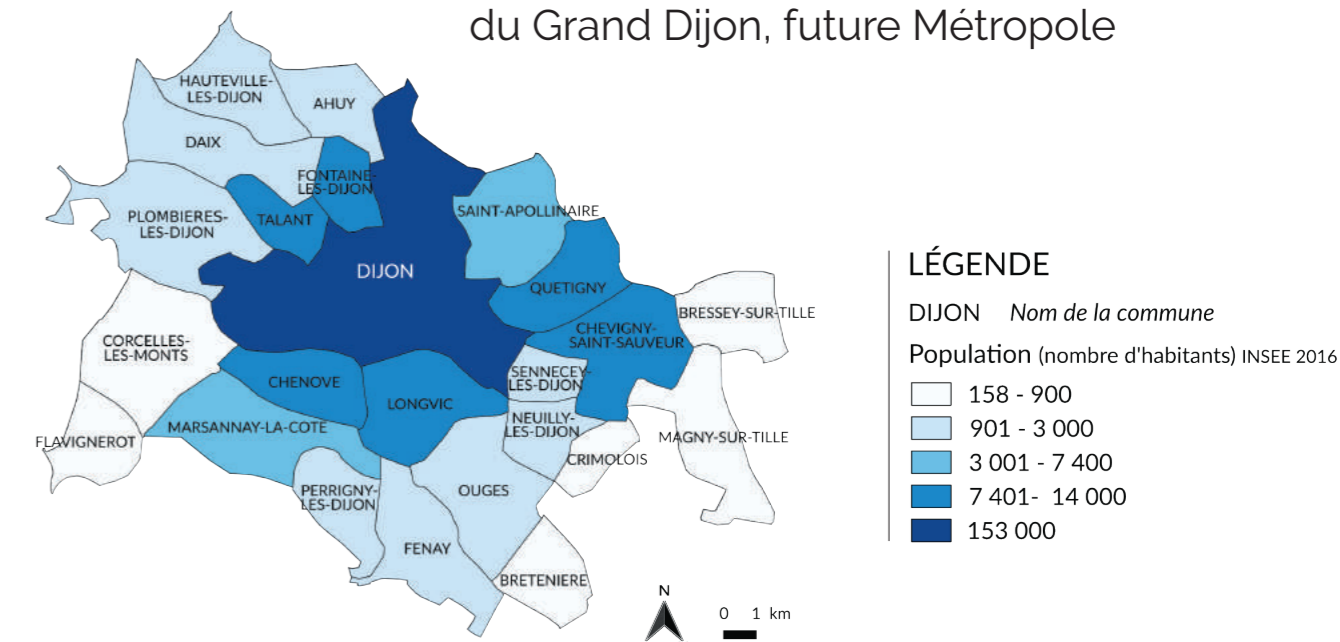 du Grand Dijon, future Métropole
HAUTEVILLE-
LES-DIJON
AHUY
DAIX
FONTAINE-
LES-DIJON
PLOMBIERES-
LES-DIJON
TALANT
SAINT-APOLLINAIRE
DIJON
QUETIGNY
BRESSEY-SUR-TILLE
CHEVIGNY-
SAINT-SAUVEUR
CORCELLES-
LES-MONTS
SENNECEY-
LES-DIJON
CHENOVE
LONGVIC
NEUILLY-
LES-DIJON
MARSANNAY-LA-COTE
FLAVIGNEROT
MAGNY-SUR-TILLE
CRIMOLOIS
PERRIGNY-
LES-DIJON
OUGES
FENAY
BRETENIERE
N
0 1 km
LÉGENDE
DIJON Nom de la commune
Population (nombre d'habitants) INSEE 2016
158 - 900
901 - 3 000
3 001 - 7 400
7 401- 14 000
153 000